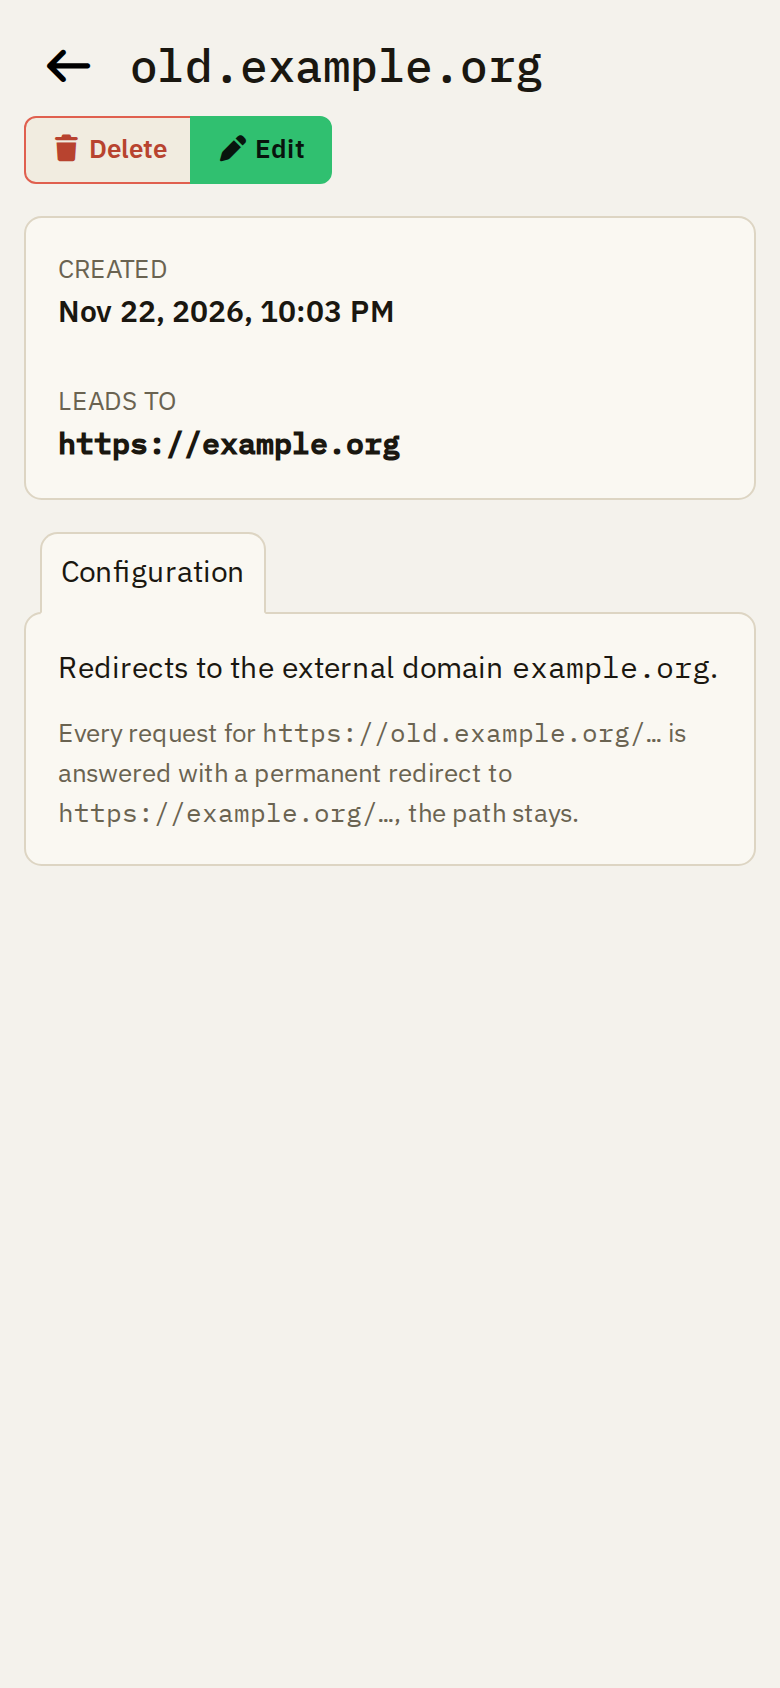 old.example.org
Delete Edit
CREATED
Nov 22, 2026, 10:03 PM
LEADS TO
https://example.org
Configuration
Redirects to the external domain example.org.
Every request for https://old.example.org/… is
answered with a permanent redirect to
https://example.org/…, the path stays.